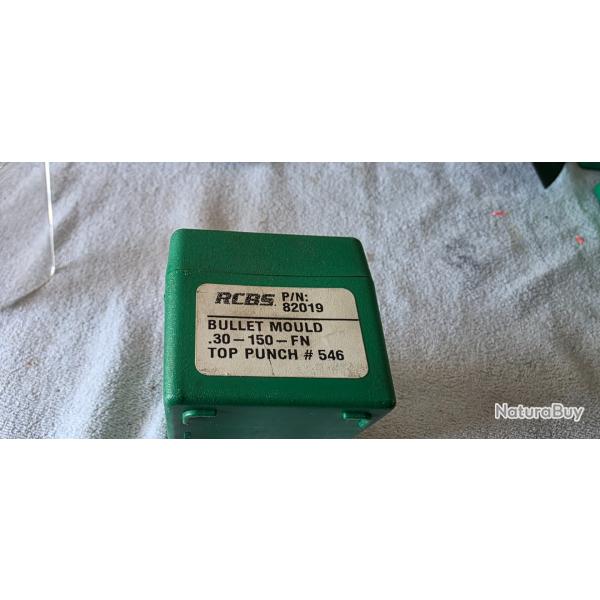 RCBS. P/N:
82019
BULLET MOULD
.30-150-FN
TOP PUNCH # 546
NaturaBuy